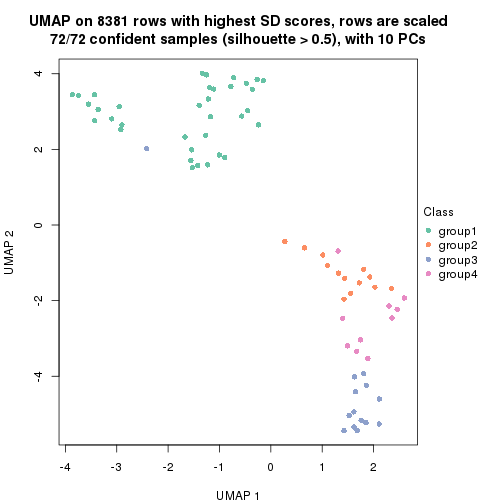 UMAP on 8381 rows with highest SD scores, rows are scaled
72/72 confident samples (silhouette > 0.5), with 10 PCs
4
2
0
-2
-4
UMAP 2
-4 -3 -2 -1 0 1 2
UMAP 1
Class
group1
group2
group3
group4